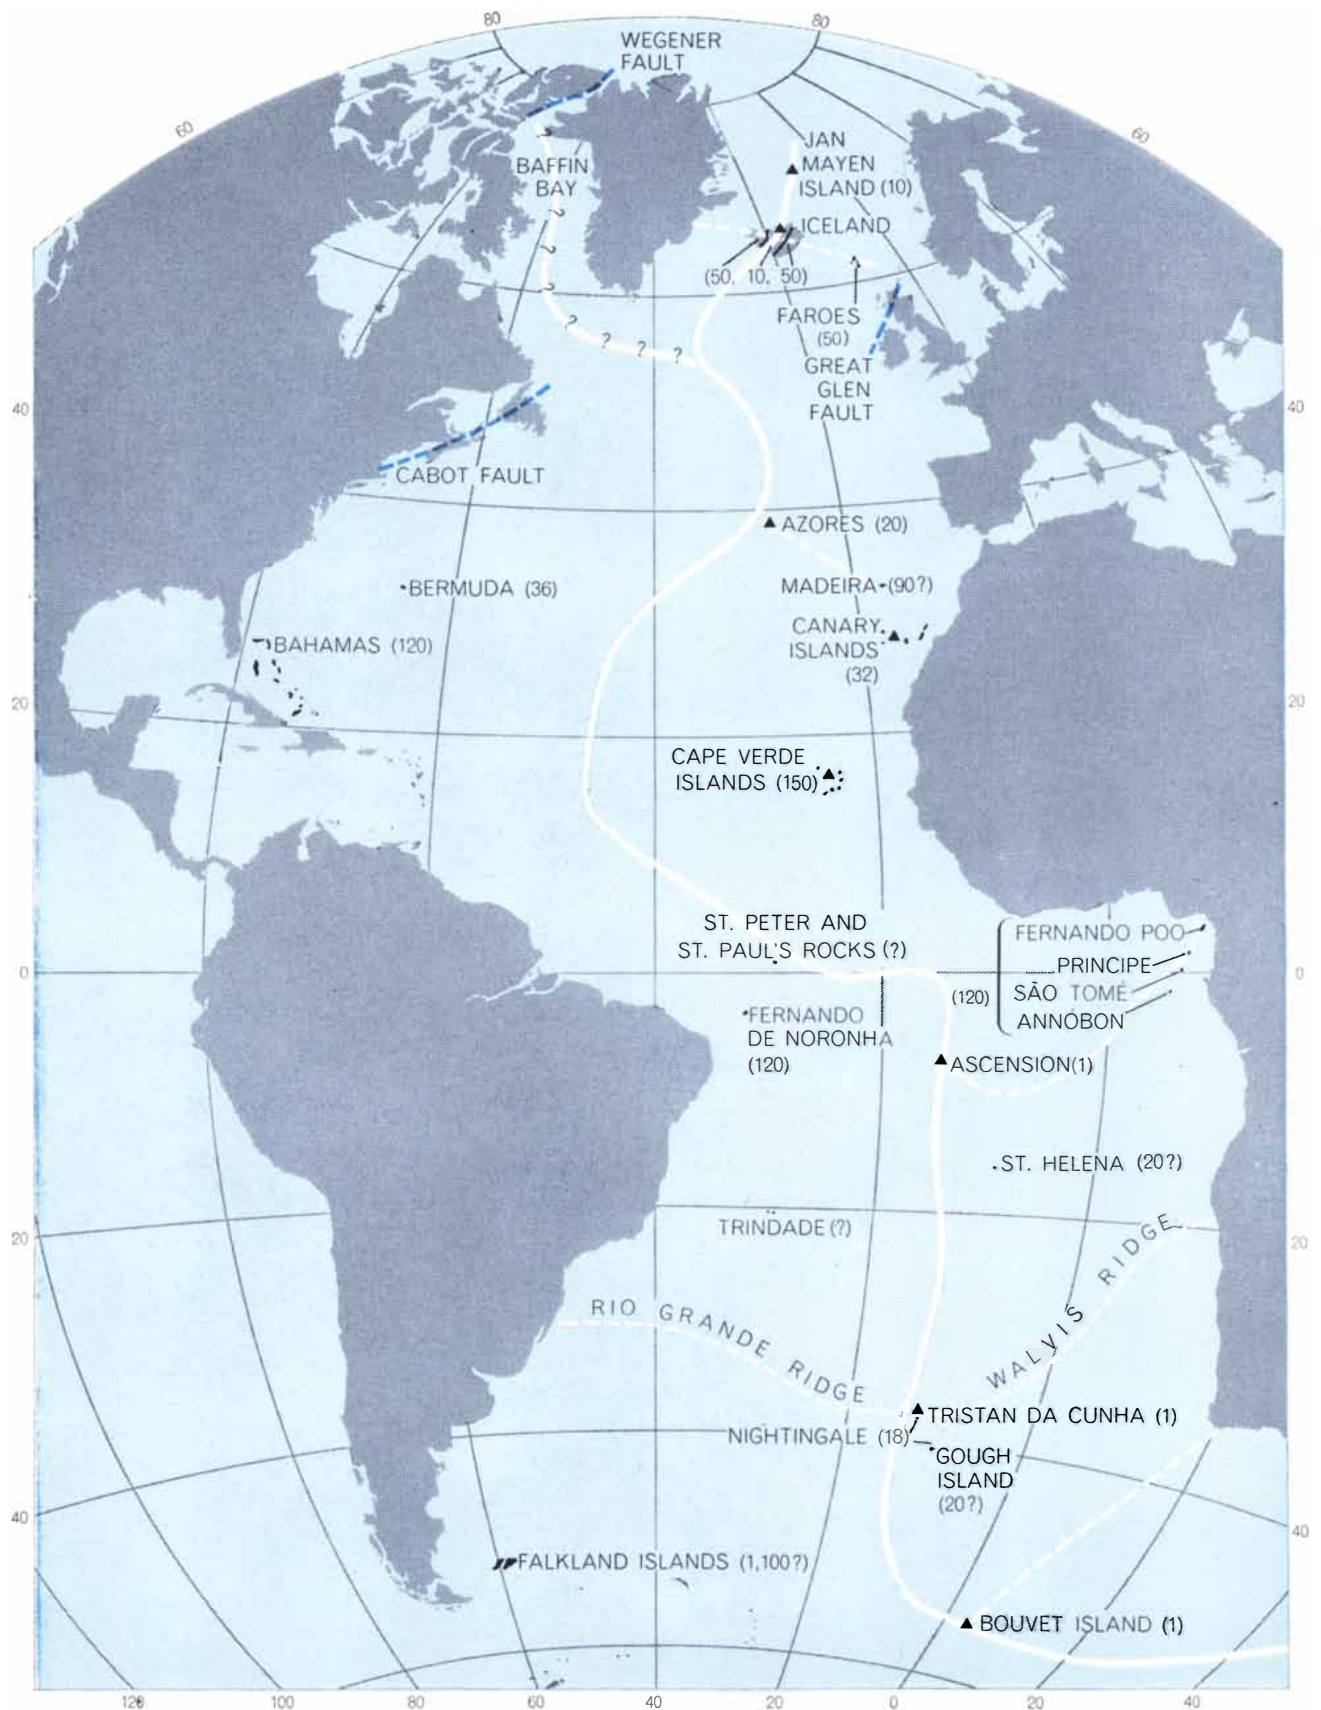 80
80
WEGENER
FAULT
60
60
JAN
MAYEN
ISLAND (10)
BAFFIN
BAY
?
?
?
?
?
?
?
?
?
ICELAND
(50, 10, 50)
FAROES
(50)
GREAT
GLEN
FAULT
40
40
CABOT FAULT
AZORES (20)
BERMUDA (36)
MADEIRA (90?)
CANARY
ISLANDS
(32)
BAHAMAS (120)
20
20
CAPE VERDE
ISLANDS (150)
ST. PETER AND
ST. PAUL'S ROCKS (?)
FERNANDO POO
PRINCIPE
SÃO TOMÉ
ANNOBON
(120)
0
0
FERNANDO
DE NORONHA
(120)
ASCENSION(1)
ST. HELENA (20?)
TRINDADE (?)
20
20
RIO GRANDE RIDGE
WALVIS RIDGE
TRISTAN DA CUNHA (1)
NIGHTINGALE (18)
GOUGH
ISLAND
(20?)
40
40
FALKLAND ISLANDS (1,100?)
BOUVET ISLAND (1)
120
100
80
60
40
20
0
20
40